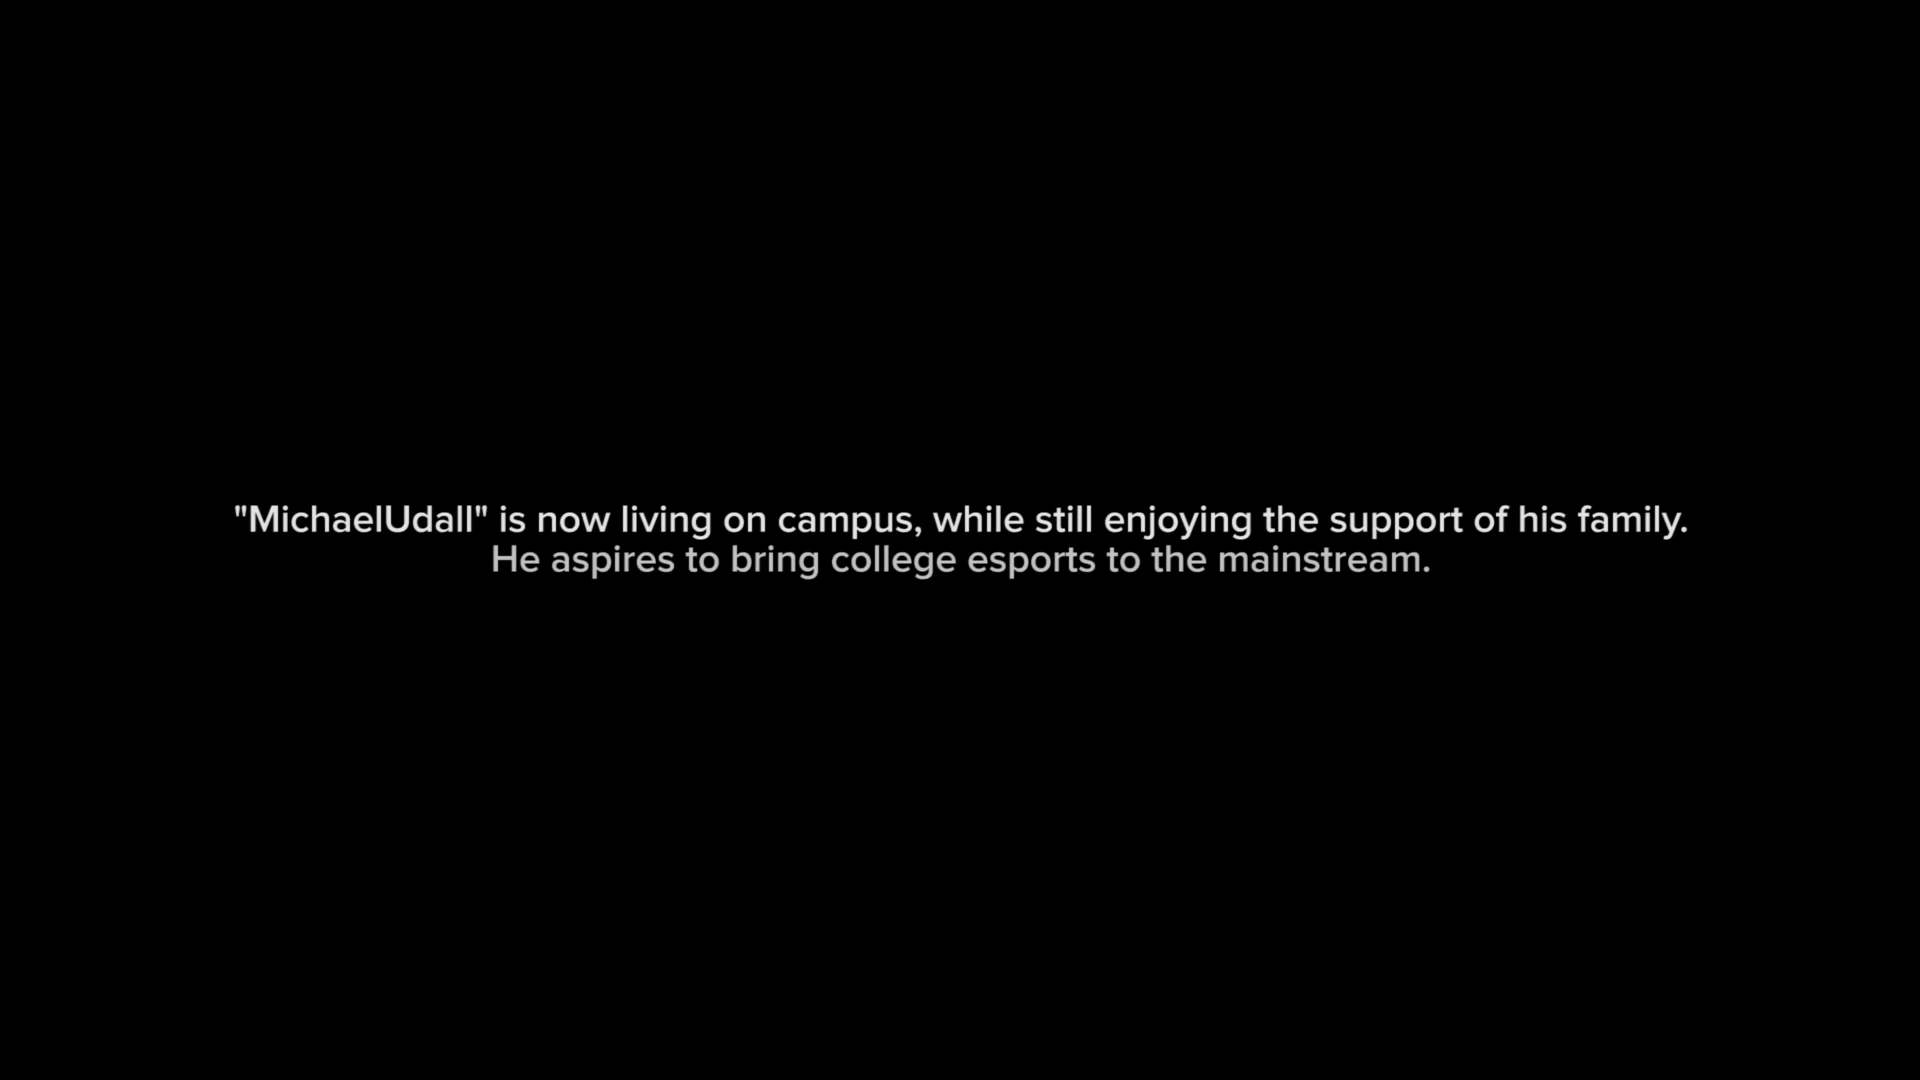 "MichaelUdall" is now living on campus, while still enjoying the support of his family.
He aspires to bring college esports to the mainstream.